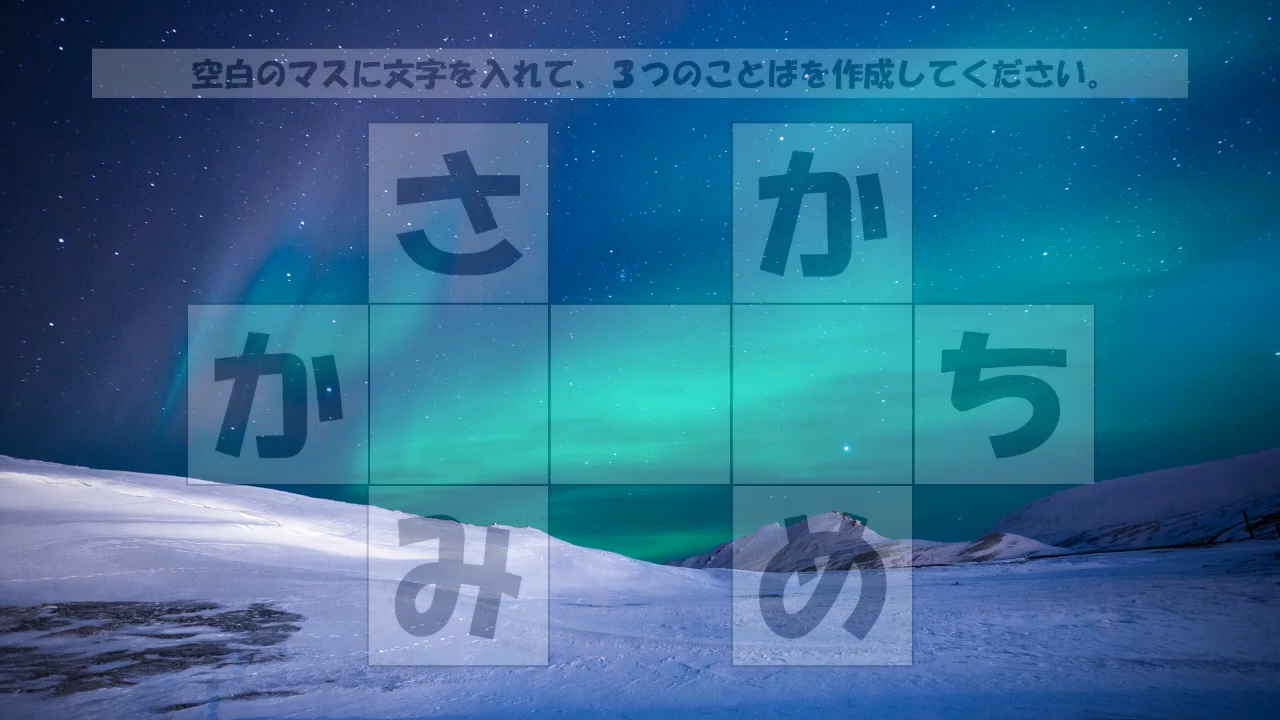 空白のマスに文字を入れて、３つのことばを作成してください。
さ か
か ち
み め